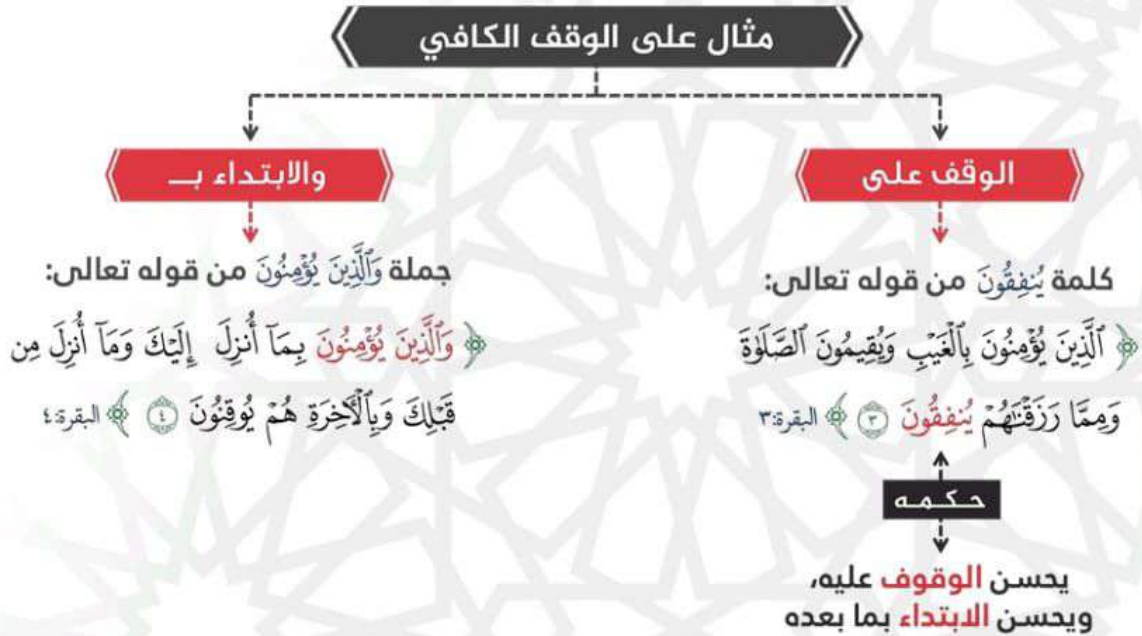 مثال على الوقف الكافي
الوقف على
كلمة يُنفِقُونَ من قوله تعالى:
﴿ ٱلَّذِينَ يُؤْمِنُونَ بِٱلْغَيْبِ وَيُقِيمُونَ ٱلصَّلَوٰةَ
وَمِمَّا رَزَقْنَٰهُمْ يُنفِقُونَ ٣ ﴾ البقرة:٣
حكمه
يحسن الوقوف عليه،
ويحسن الابتداء بما بعده
والابتداء بـ
جملة وَٱلَّذِينَ يُؤْمِنُونَ من قوله تعالى:
﴿ وَٱلَّذِينَ يُؤْمِنُونَ بِمَآ أُنزِلَ إِلَيْكَ وَمَآ أُنزِلَ مِن
قَبْلِكَ وَبِٱلْأَخِرَةِ هُمْ يُوقِنُونَ ٤ ﴾ البقرة:٤